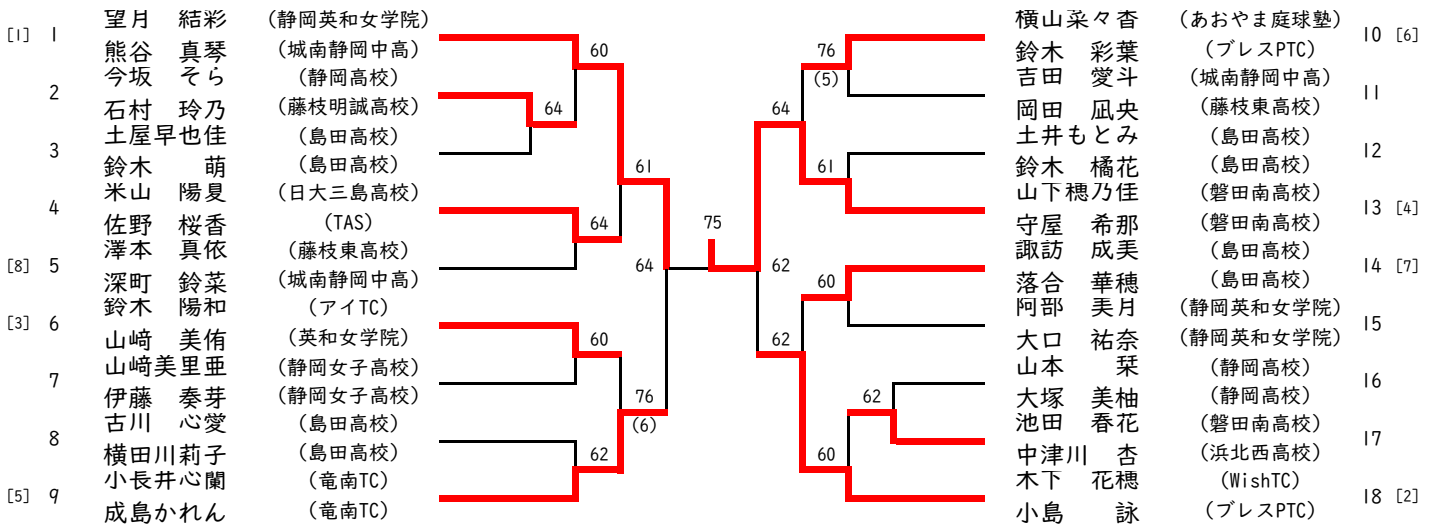 望月 結彩 (静岡英和女学院)
[1] 1
熊谷 真琴 (城南静岡中高)
今坂 そら (静岡高校)
2
石村 玲乃 (藤枝明誠高校)
土屋早也佳 (島田高校)
3
鈴木 萌 (島田高校)
米山 陽夏 (日大三島高校)
4
佐野 桜香 (TAS)
澤本 真依 (藤枝東高校)
[8] 5
深町 鈴菜 (城南静岡中高)
鈴木 陽和 (アイTC)
[3] 6
山﨑 美侑 (英和女学院)
山﨑美里亜 (静岡女子高校)
7
伊藤 奏芽 (静岡女子高校)
古川 心愛 (島田高校)
8
横田川莉子 (島田高校)
小長井心蘭 (竜南TC)
[5] 9
成島かれん (竜南TC)
60
64
61
64
64
60
76
(6)
62
75
76
(5)
64
61
62
60
62
62
60
横山菜々杏 (あおやま庭球塾)
10 [6]
鈴木 彩葉 (ブレスPTC)
吉田 愛斗 (城南静岡中高)
11
岡田 凪央 (藤枝東高校)
土井もとみ (島田高校)
12
鈴木 橘花 (島田高校)
山下穂乃佳 (磐田南高校)
13 [4]
守屋 希那 (磐田南高校)
諏訪 成美 (島田高校)
14 [7]
落合 華穂 (島田高校)
阿部 美月 (静岡英和女学院)
15
大口 祐奈 (静岡英和女学院)
山本 栞 (静岡高校)
16
大塚 美柚 (静岡高校)
池田 春花 (磐田南高校)
17
中津川 杏 (浜北西高校)
木下 花穂 (WishTC)
18 [2]
小島 詠 (ブレスPTC)